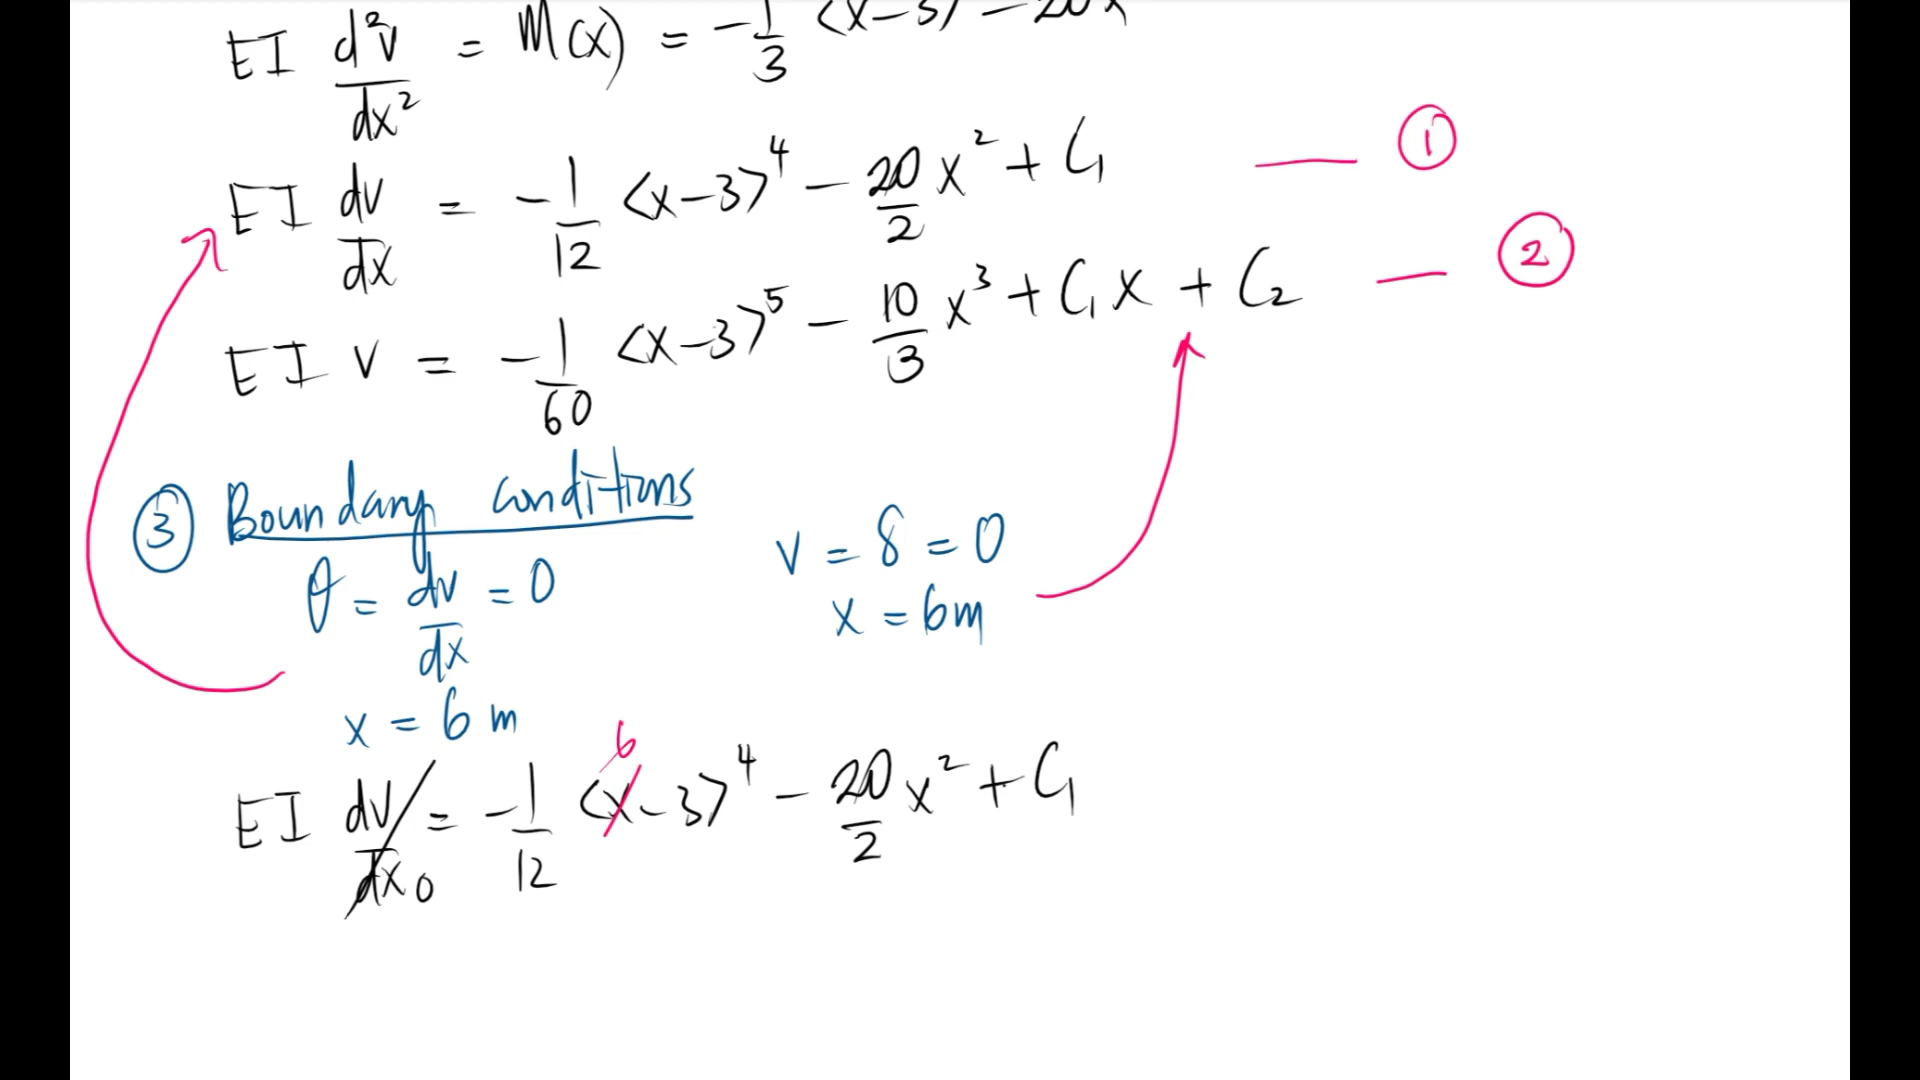 EI d²v/dx² = M(x) = -1/3 <x-3> - 20x
EI dv/dx = -1/12 <x-3>⁴ - 20/2 x² + C₁ — ①
EI v = -1/60 <x-3>⁵ - 10/3 x³ + C₁x + C₂ — ②
③ Boundary conditions
θ = dv/dx = 0
x = 6 m
v = δ = 0
x = 6m
6
EI dv/dx 0 = -1/12 <x-3>⁴ - 20/2 x² + C₁